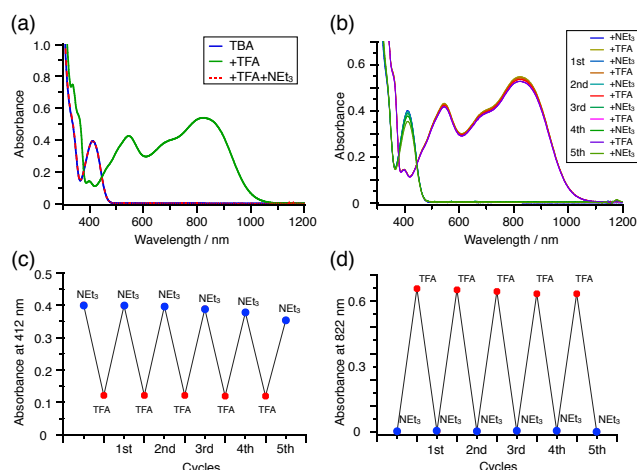 (a)
1.0
0.8
0.6
0.4
0.2
0
Absorbance
400 600 800 1000 1200
Wavelength / nm
TBA
+TFA
+TFA+NEt₃
(b)
1.0
0.8
0.6
0.4
0.2
0
Absorbance
400 600 800 1000 1200
Wavelength / nm
+NEt₃
+TFA
1st +NEt₃
+TFA
2nd +NEt₃
+TFA
3rd +NEt₃
+TFA
4th +NEt₃
+TFA
5th +NEt₃
(c)
0.5
0.4
0.3
0.2
0.1
0
Absorbance at 412 nm
NEt₃ NEt₃ NEt₃ NEt₃ NEt₃ NEt₃
TFA TFA TFA TFA TFA
1st 2nd 3rd 4th 5th
Cycles
(d)
0.6
0.3
0
Absorbance at 822 nm
TFA TFA TFA TFA TFA
NEt₃ NEt₃ NEt₃ NEt₃ NEt₃ NEt₃
1st 2nd 3rd 4th 5th
Cycles